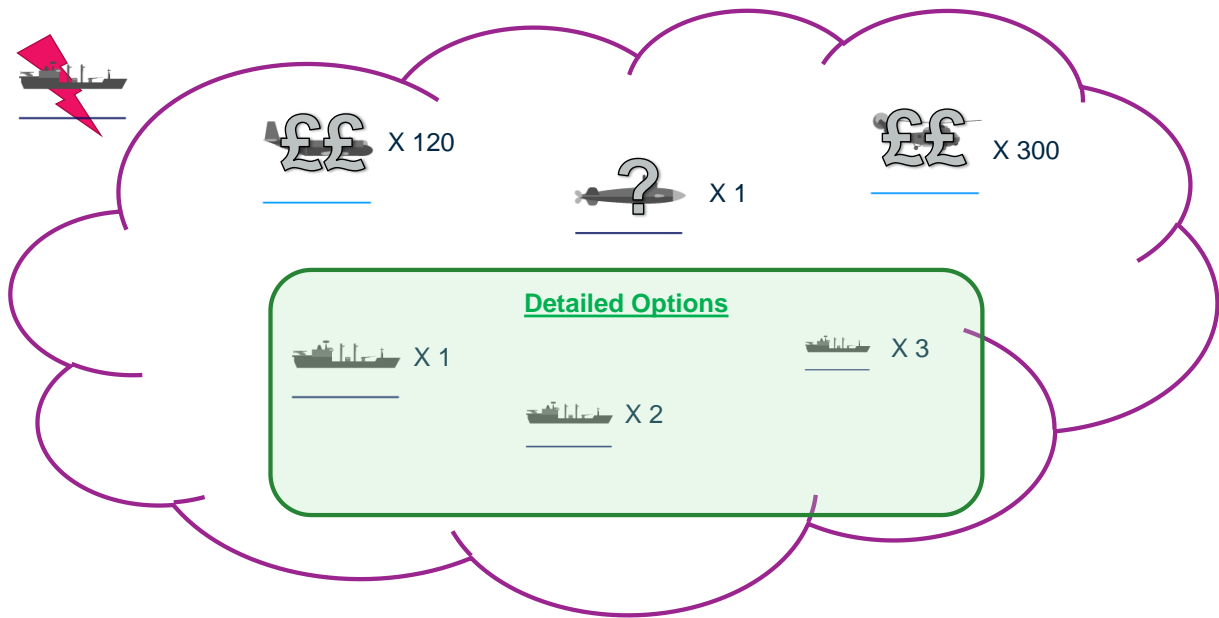 ££ X 120
££ X 300
? X 1
Detailed Options
X 1
X 3
X 2